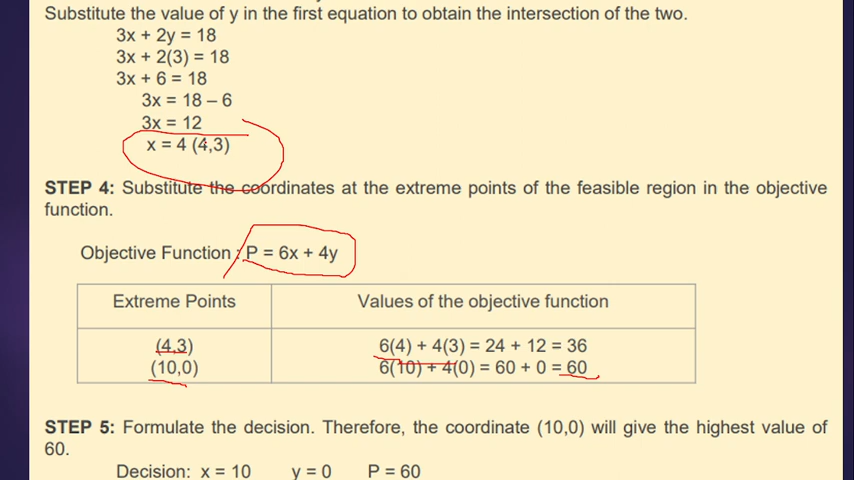 Substitute the value of y in the first equation to obtain the intersection of the two.
3x + 2y = 18
3x + 2(3) = 18
3x + 6 = 18
3x = 18 – 6
3x = 12
x = 4 (4,3)
STEP 4: Substitute the coordinates at the extreme points of the feasible region in the objective
function.
Objective Function : P = 6x + 4y
Extreme Points Values of the objective function
(4,3) 6(4) + 4(3) = 24 + 12 = 36
(10,0) 6(10) + 4(0) = 60 + 0 = 60
STEP 5: Formulate the decision. Therefore, the coordinate (10,0) will give the highest value of
60.
Decision: x = 10 y = 0 P = 60